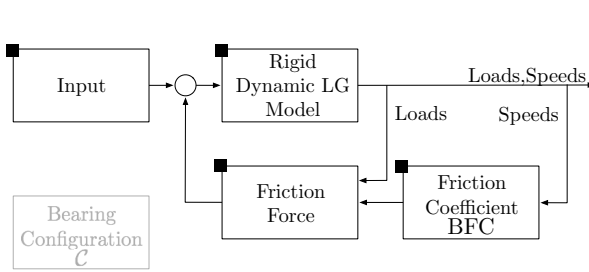 Input
Rigid
Dynamic LG
Model
Loads,Speeds,
Loads
Speeds
Friction
Force
Friction
Coefficient
BFC
Bearing
Configuration
𝒞